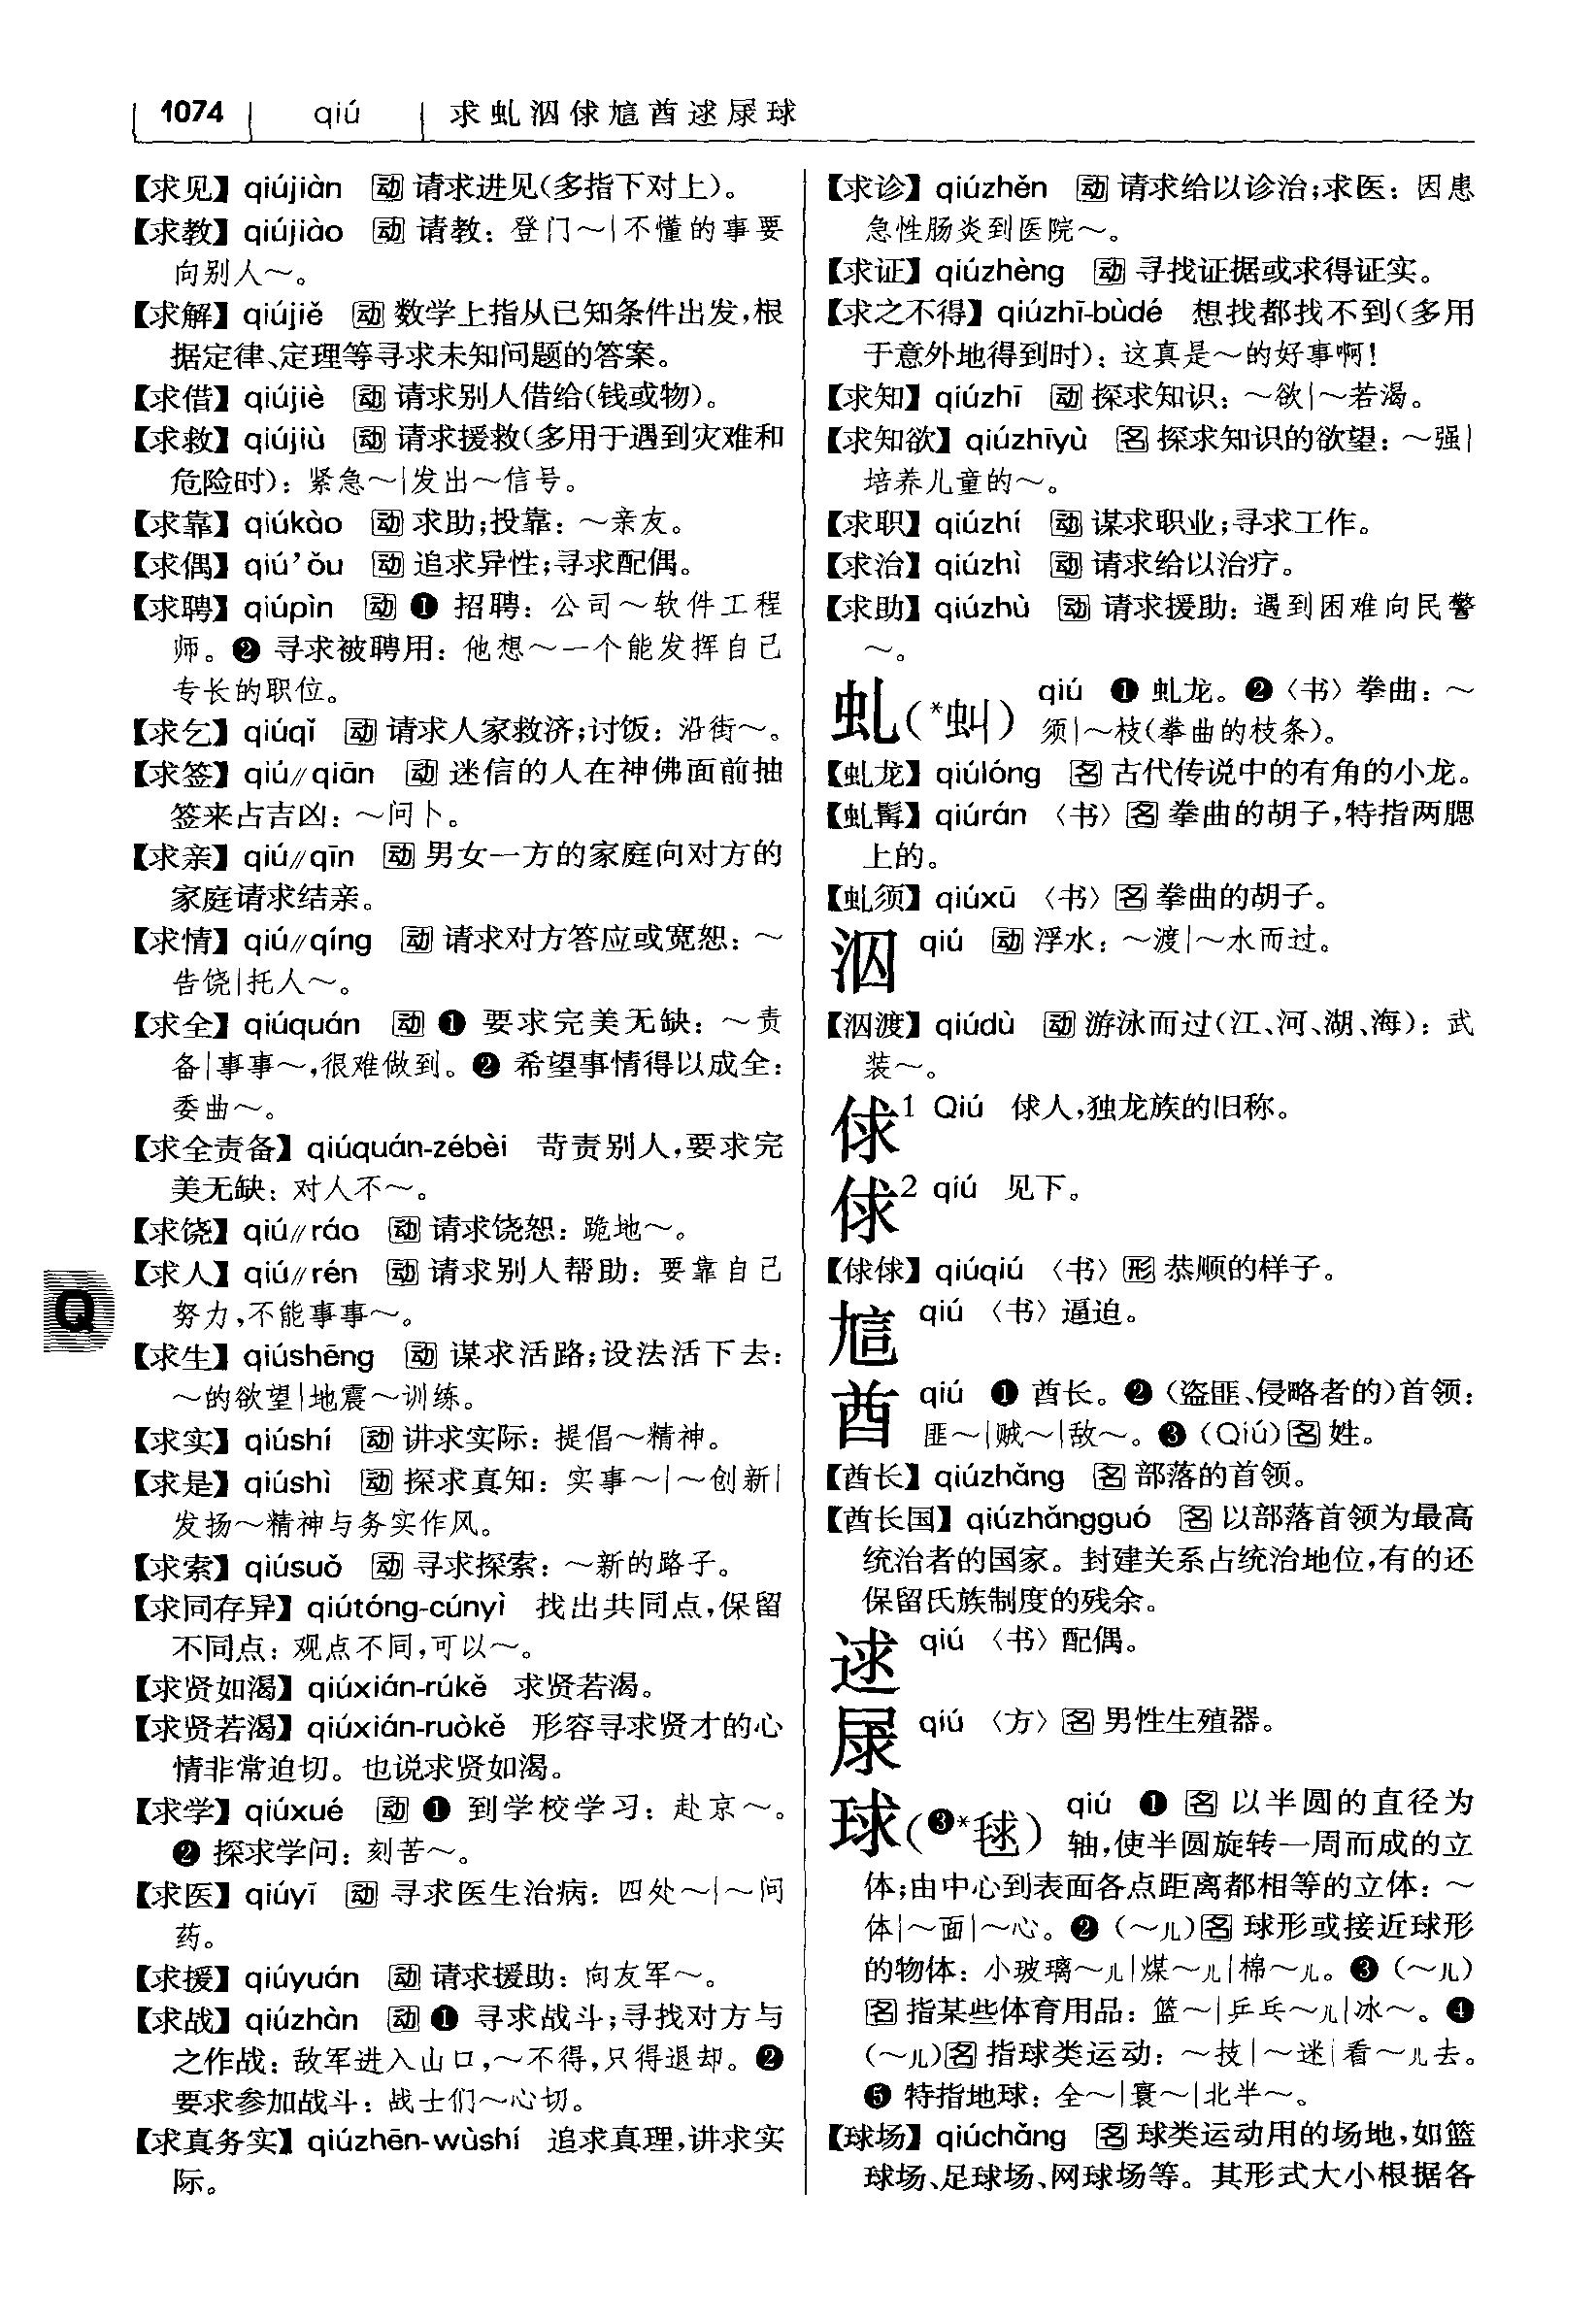 1074 qiú 求虬泅俅尳酋逑㞗球
【求见】qiújiàn 动 请求进见(多指下对上)。
【求教】qiújiào 动 请教:登门～|不懂的事要
向别人～。
【求解】qiújiě 动 数学上指从已知条件出发,根
据定律、定理等寻求未知问题的答案。
【求借】qiújiè 动 请求别人借给(钱或物)。
【求救】qiújiù 动 请求援救(多用于遇到灾难和
危险时):紧急～|发出～信号。
【求靠】qiúkào 动 求助;投靠:～亲友。
【求偶】qiú’ǒu 动 追求异性;寻求配偶。
【求聘】qiúpìn 动 ❶ 招聘:公司～软件工程
师。❷ 寻求被聘用:他想～一个能发挥自己
专长的职位。
【求乞】qiúqǐ 动 请求人家救济;讨饭:沿街～。
【求签】qiú//qiān 动 迷信的人在神佛面前抽
签来占吉凶:～问卜。
【求亲】qiú//qīn 动 男女一方的家庭向对方的
家庭请求结亲。
【求情】qiú//qíng 动 请求对方答应或宽恕:～
告饶|托人～。
【求全】qiúquán 动 ❶ 要求完美无缺:～责
备|事事～,很难做到。❷ 希望事情得以成全:
委曲～。
【求全责备】qiúquán-zébèi 苛责别人,要求完
美无缺:对人不～。
【求饶】qiú//ráo 动 请求饶恕:跪地～。
【求人】qiú//rén 动 请求别人帮助:要靠自己
努力,不能事事～。
Q
【求生】qiúshēng 动 谋求活路;设法活下去:
～的欲望|地震～训练。
【求实】qiúshí 动 讲求实际:提倡～精神。
【求是】qiúshì 动 探求真知:实事～|～创新|
发扬～精神与务实作风。
【求索】qiúsuǒ 动 寻求探索:～新的路子。
【求同存异】qiútóng-cúnyì 找出共同点,保留
不同点:观点不同,可以～。
【求贤如渴】qiúxián-rúkě 求贤若渴。
【求贤若渴】qiúxián-ruòkě 形容寻求贤才的心
情非常迫切。也说求贤如渴。
【求学】qiúxué 动 ❶ 到学校学习:赴京～。
❷ 探求学问:刻苦～。
【求医】qiúyī 动 寻求医生治病:四处～|～问
药。
【求援】qiúyuán 动 请求援助:向友军～。
【求战】qiúzhàn 动 ❶ 寻求战斗;寻找对方与
之作战:敌军进入山口,～不得,只得退却。❷
要求参加战斗:战士们～心切。
【求真务实】qiúzhēn-wùshí 追求真理,讲求实
际。
【求诊】qiúzhěn 动 请求给以诊治;求医:因患
急性肠炎到医院～。
【求证】qiúzhèng 动 寻找证据或求得证实。
【求之不得】qiúzhī-bùdé 想找都找不到(多用
于意外地得到时):这真是～的好事啊!
【求知】qiúzhī 动 探求知识:～欲|～若渴。
【求知欲】qiúzhīyù 名 探求知识的欲望:～强|
培养儿童的～。
【求职】qiúzhí 动 谋求职业;寻求工作。
【求治】qiúzhì 动 请求给以治疗。
【求助】qiúzhù 动 请求援助:遇到困难向民警
～。
虬(*虯) qiú ❶ 虬龙。❷〈书〉拳曲:～
须|～枝(拳曲的枝条)。
【虬龙】qiúlóng 名 古代传说中的有角的小龙。
【虬髯】qiúrán 〈书〉名 拳曲的胡子,特指两腮
上的。
【虬须】qiúxū 〈书〉名 拳曲的胡子。
泅 qiú 动 浮水:～渡|～水而过。
【泅渡】qiúdù 动 游泳而过(江、河、湖、海):武
装～。
俅1 Qiú 俅人,独龙族的旧称。
俅2 qiú 见下。
【俅俅】qiúqiú 〈书〉形 恭顺的样子。
qiú 〈书〉逼迫。
酋 qiú ❶ 酋长。❷(盗匪、侵略者的)首领:
匪～|贼～|敌～。❸(Qiú)名 姓。
【酋长】qiúzhǎng 名 部落的首领。
【酋长国】qiúzhǎngguó 名 以部落首领为最高
统治者的国家。封建关系占统治地位,有的还
保留氏族制度的残余。
逑 qiú 〈书〉配偶。
㞗 qiú 〈方〉名 男性生殖器。
球(❸*毬) qiú ❶ 名 以半圆的直径为
轴,使半圆旋转一周而成的立
体;由中心到表面各点距离都相等的立体:～
体|～面|～心。❷(～儿)名 球形或接近球形
的物体:小玻璃～儿|煤～儿|棉～儿。❸(～儿)
名 指某些体育用品:篮～|乒乓～儿|冰～。❹
(～儿)名 指球类运动:～技|～迷|看～儿去。
❺ 特指地球:全～|寰～|北半～。
【球场】qiúchǎng 名 球类运动用的场地,如篮
球场、足球场、网球场等。其形式大小根据各